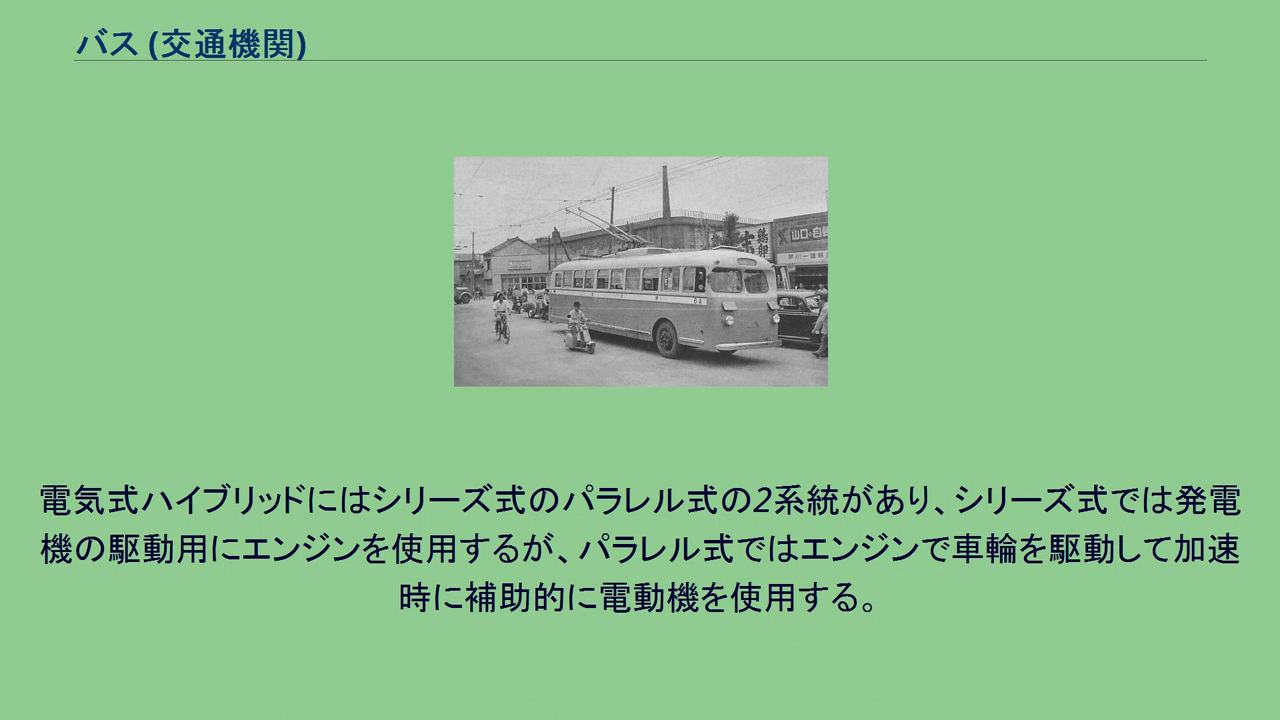 バス (交通機関)
鶏卵
山口自
電気式ハイブリッドにはシリーズ式のパラレル式の2系統があり、シリーズ式では発電
機の駆動用にエンジンを使用するが、パラレル式ではエンジンで車輪を駆動して加速
時に補助的に電動機を使用する。